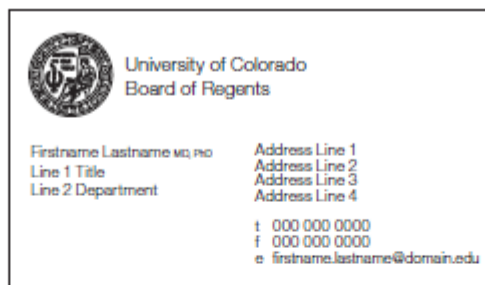 University of Colorado
Board of Regents
Firstname Lastname MD, PhD
Line 1 Title
Line 2 Department
Address Line 1
Address Line 2
Address Line 3
Address Line 4
t 000 000 0000
f 000 000 0000
e firstname.lastname@domain.edu